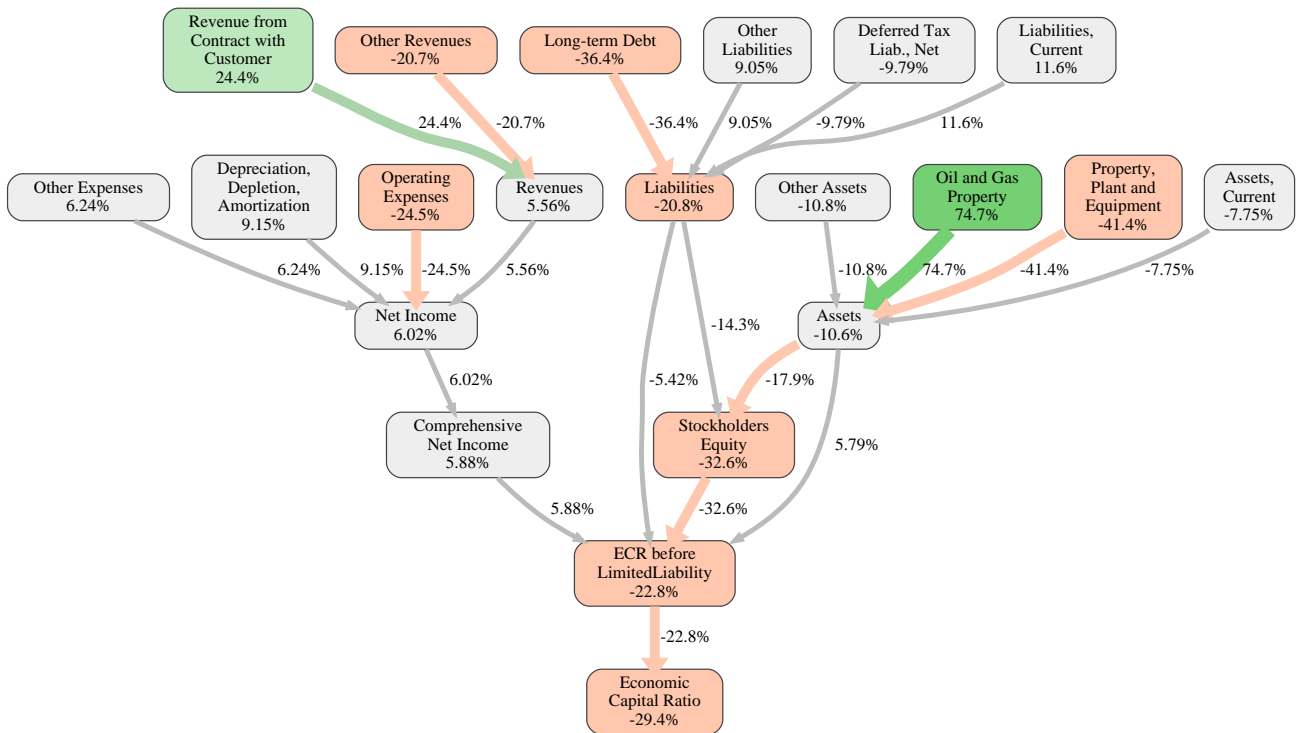 Revenue from
Contract with
Customer
24.4%
Other Revenues
-20.7%
Long-term Debt
-36.4%
Other
Liabilities
9.05%
Deferred Tax
Liab., Net
-9.79%
Liabilities,
Current
11.6%
24.4%
-20.7%
-36.4%
9.05%
-9.79%
11.6%
Other Expenses
6.24%
Depreciation,
Depletion,
Amortization
9.15%
Operating
Expenses
-24.5%
Revenues
5.56%
Liabilities
-20.8%
Other Assets
-10.8%
Oil and Gas
Property
74.7%
Property,
Plant and
Equipment
-41.4%
Assets,
Current
-7.75%
6.24%
9.15%
-24.5%
5.56%
-10.8%
74.7%
-41.4%
-7.75%
Net Income
6.02%
-14.3%
Assets
-10.6%
6.02%
-5.42%
-17.9%
Comprehensive
Net Income
5.88%
Stockholders
Equity
-32.6%
5.79%
5.88%
-32.6%
ECR before
LimitedLiability
-22.8%
-22.8%
Economic
Capital Ratio
-29.4%